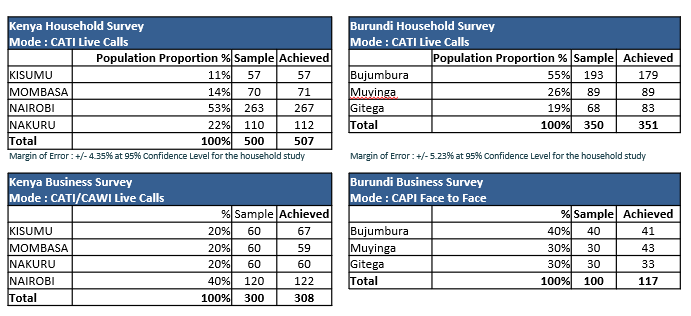 Kenya Household Survey
Mode : CATI Live Calls
Population Proportion % Sample Achieved
KISUMU 11% 57 57
MOMBASA 14% 70 71
NAIROBI 53% 263 267
NAKURU 22% 110 112
Total 100% 500 507
Margin of Error : +/- 4.35% at 95% Confidence Level for the household study
Burundi Household Survey
Mode : CATI Live Calls
Population Proportion % Sample Achieved
Bujumbura 55% 193 179
Muyinga 26% 89 89
Gitega 19% 68 83
Total 100% 350 351
Margin of Error : +/- 5.23% at 95% Confidence Level for the household study
Kenya Business Survey
Mode : CATI/CAWI Live Calls
% Sample Achieved
KISUMU 20% 60 67
MOMBASA 20% 60 59
NAKURU 20% 60 60
NAIROBI 40% 120 122
Total 100% 300 308
Burundi Business Survey
Mode : CAPI Face to Face
% Sample Achieved
Bujumbura 40% 40 41
Muyinga 30% 30 43
Gitega 30% 30 33
Total 100% 100 117